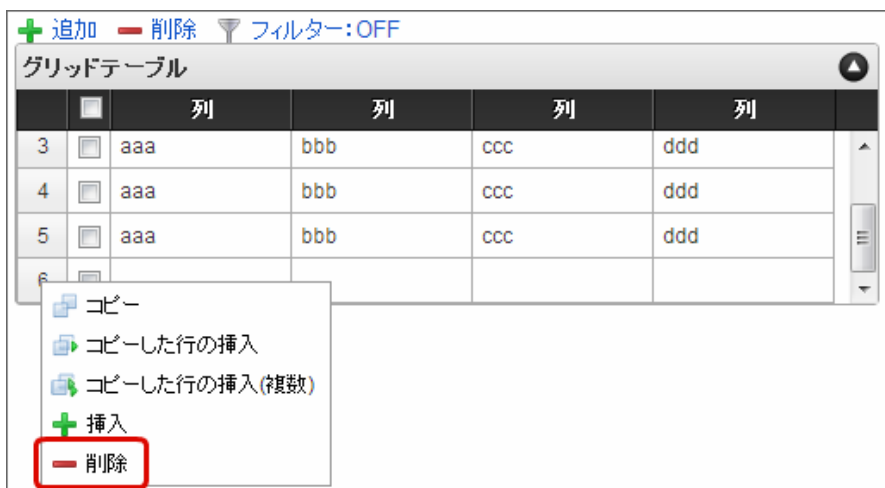 追加 削除 フィルター：OFF
グリッドテーブル
列 列 列 列
3 aaa bbb ccc ddd
4 aaa bbb ccc ddd
5 aaa bbb ccc ddd
6
コピー
コピーした行の挿入
コピーした行の挿入(複数)
挿入
削除